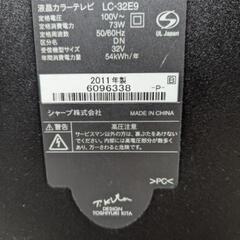 液晶カラーテレビ LC-32E9
定格電圧 100V～
定格消費電力 73W
定格周波数 50/60Hz
区分名 DN
受信機型サイズ 32V
年間消費電力量 54kWh/年
UL Japan
2011年製
B
6096338 -P-
シャープ株式会社 MADE IN CHINA
高圧注意
サービスマン以外の方は、裏ぶたをあけないで
ください。内部には高電圧部分が数多く
あり、万一さわると危険です。
>PC<
DESIGN
TOSHIYUKI KITA